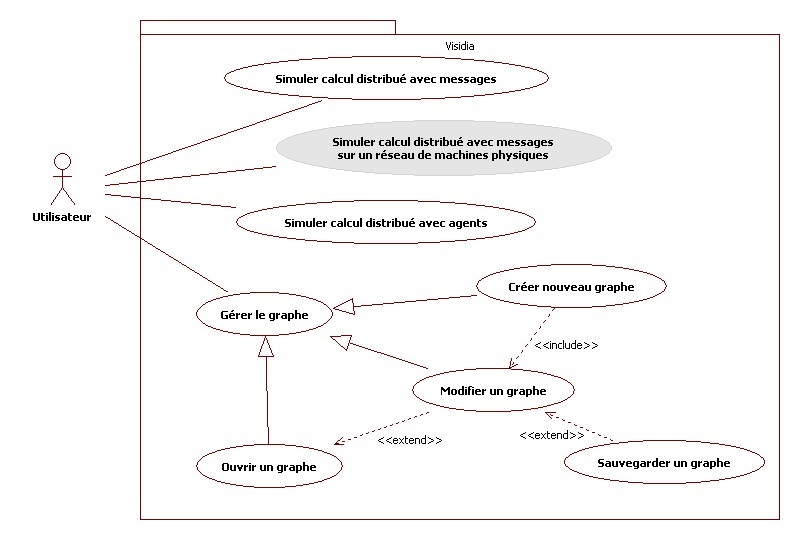 Visidia
Simuler calcul distribué avec messages
Simuler calcul distribué avec messages
sur un réseau de machines physiques
Utilisateur
Simuler calcul distribué avec agents
Créer nouveau graphe
Gérer le graphe
<<include>>
Modifier un graphe
<<extend>>
<<extend>>
Ouvrir un graphe
Sauvegarder un graphe